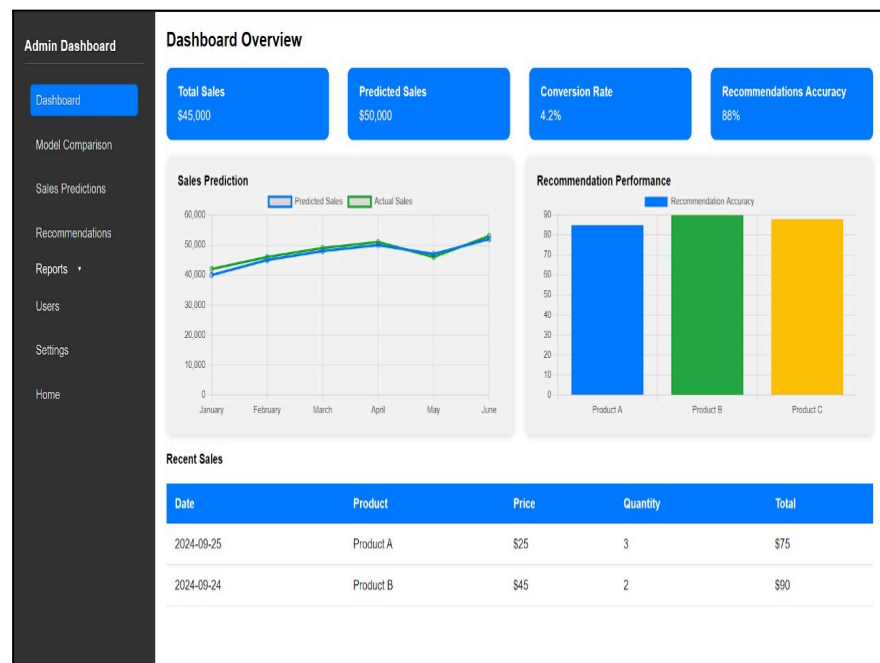 Admin Dashboard
Dashboard
Model Comparison
Sales Predictions
Recommendations
Reports ▾
Users
Settings
Home
Dashboard Overview
Total Sales
$45,000
Predicted Sales
$50,000
Conversion Rate
4.2%
Recommendations Accuracy
88%
Sales Prediction
Predicted Sales Actual Sales
60,000
50,000
40,000
30,000
20,000
10,000
0
January February March April May June
Recommendation Performance
Recommendation Accuracy
90
80
70
60
50
40
30
20
10
0
Product A Product B Product C
Recent Sales
Date Product Price Quantity Total
2024-09-25 Product A $25 3 $75
2024-09-24 Product B $45 2 $90